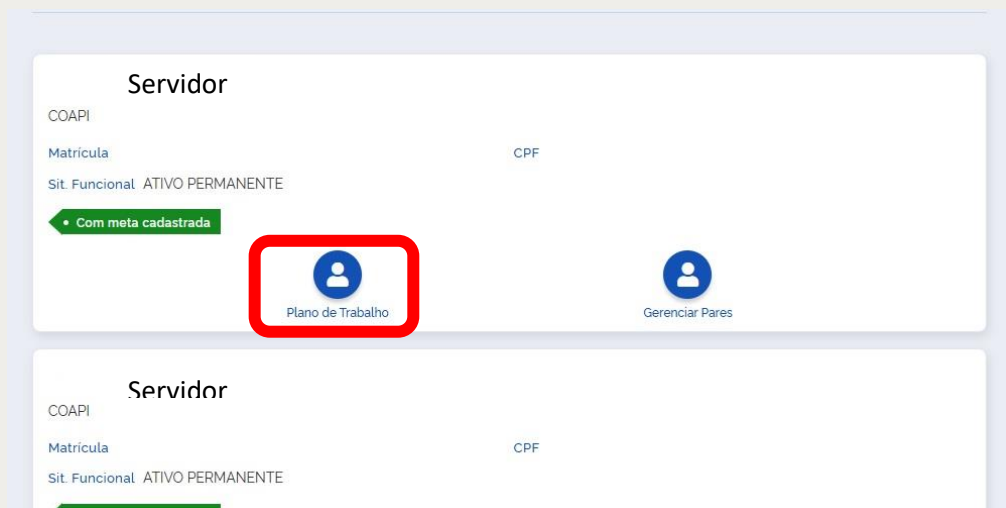 Servidor
COAPI
Matrícula CPF
Sit. Funcional ATIVO PERMANENTE
Com meta cadastrada
Plano de Trabalho Gerenciar Pares
Servidor
COAPI
Matrícula CPF
Sit. Funcional ATIVO PERMANENTE